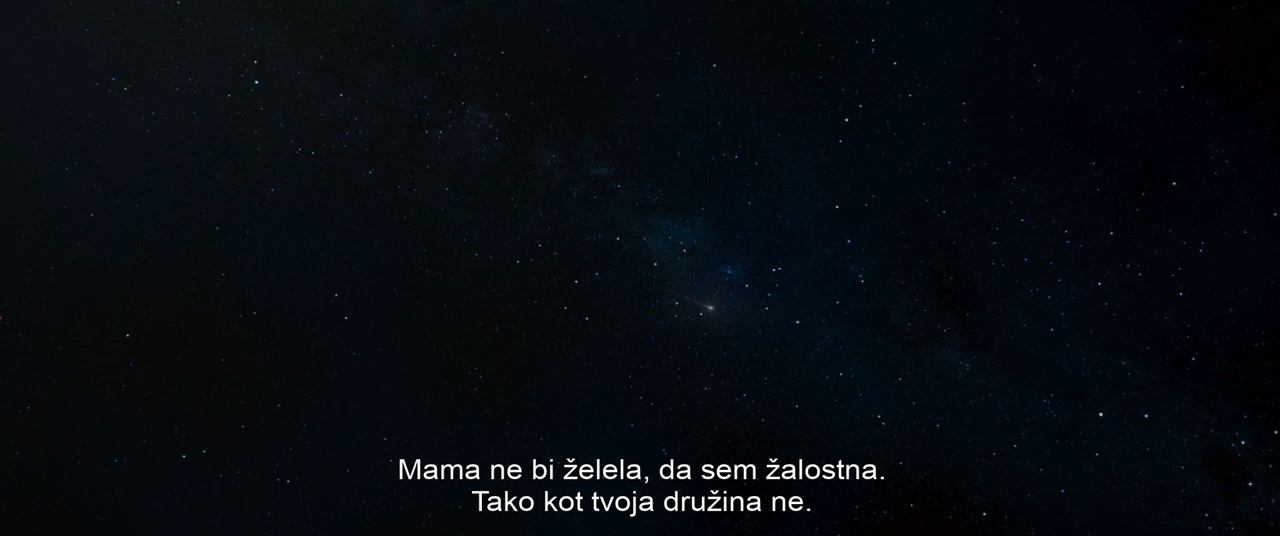 Mama ne bi želela, da sem žalostna.
Tako kot tvoja družina ne.